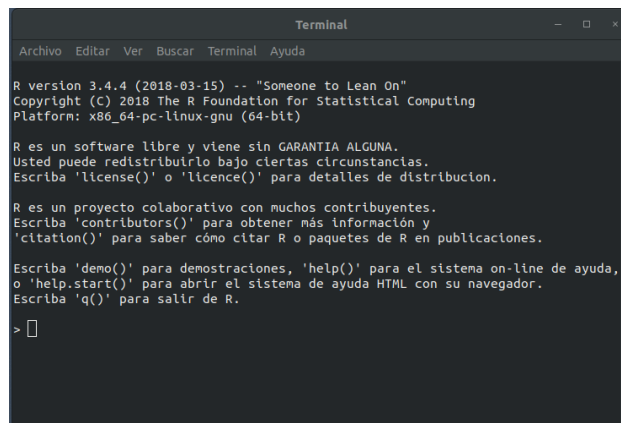 Terminal
Archivo Editar Ver Buscar Terminal Ayuda
R version 3.4.4 (2018-03-15) -- "Someone to Lean On"
Copyright (C) 2018 The R Foundation for Statistical Computing
Platform: x86_64-pc-linux-gnu (64-bit)
R es un software libre y viene sin GARANTIA ALGUNA.
Usted puede redistribuirlo bajo ciertas circunstancias.
Escriba 'license()' o 'licence()' para detalles de distribucion.
R es un proyecto colaborativo con muchos contribuyentes.
Escriba 'contributors()' para obtener más información y
'citation()' para saber cómo citar R o paquetes de R en publicaciones.
Escriba 'demo()' para demostraciones, 'help()' para el sistema on-line de ayuda,
o 'help.start()' para abrir el sistema de ayuda HTML con su navegador.
Escriba 'q()' para salir de R.
>